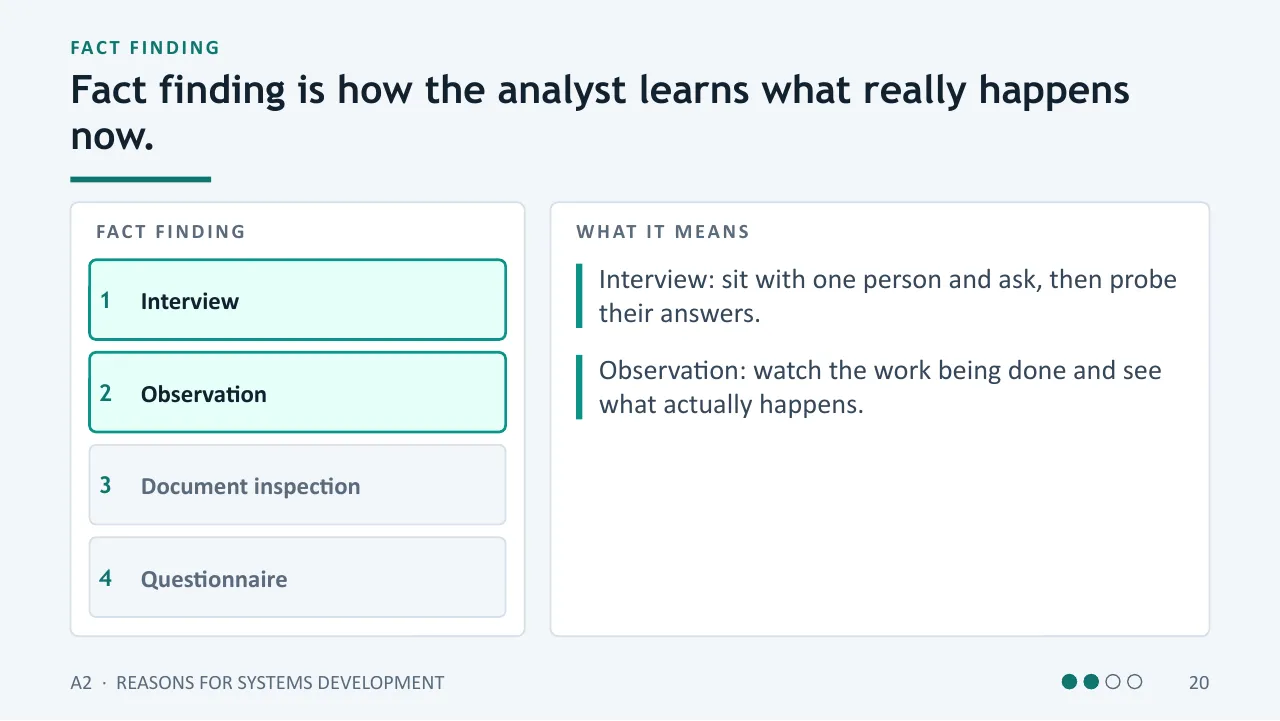 FACT FINDING
Fact finding is how the analyst learns what really happens
now.
FACT FINDING
1 Interview
2 Observation
3 Document inspection
4 Questionnaire
WHAT IT MEANS
Interview: sit with one person and ask, then probe
their answers.
Observation: watch the work being done and see
what actually happens.
A2 · REASONS FOR SYSTEMS DEVELOPMENT
20